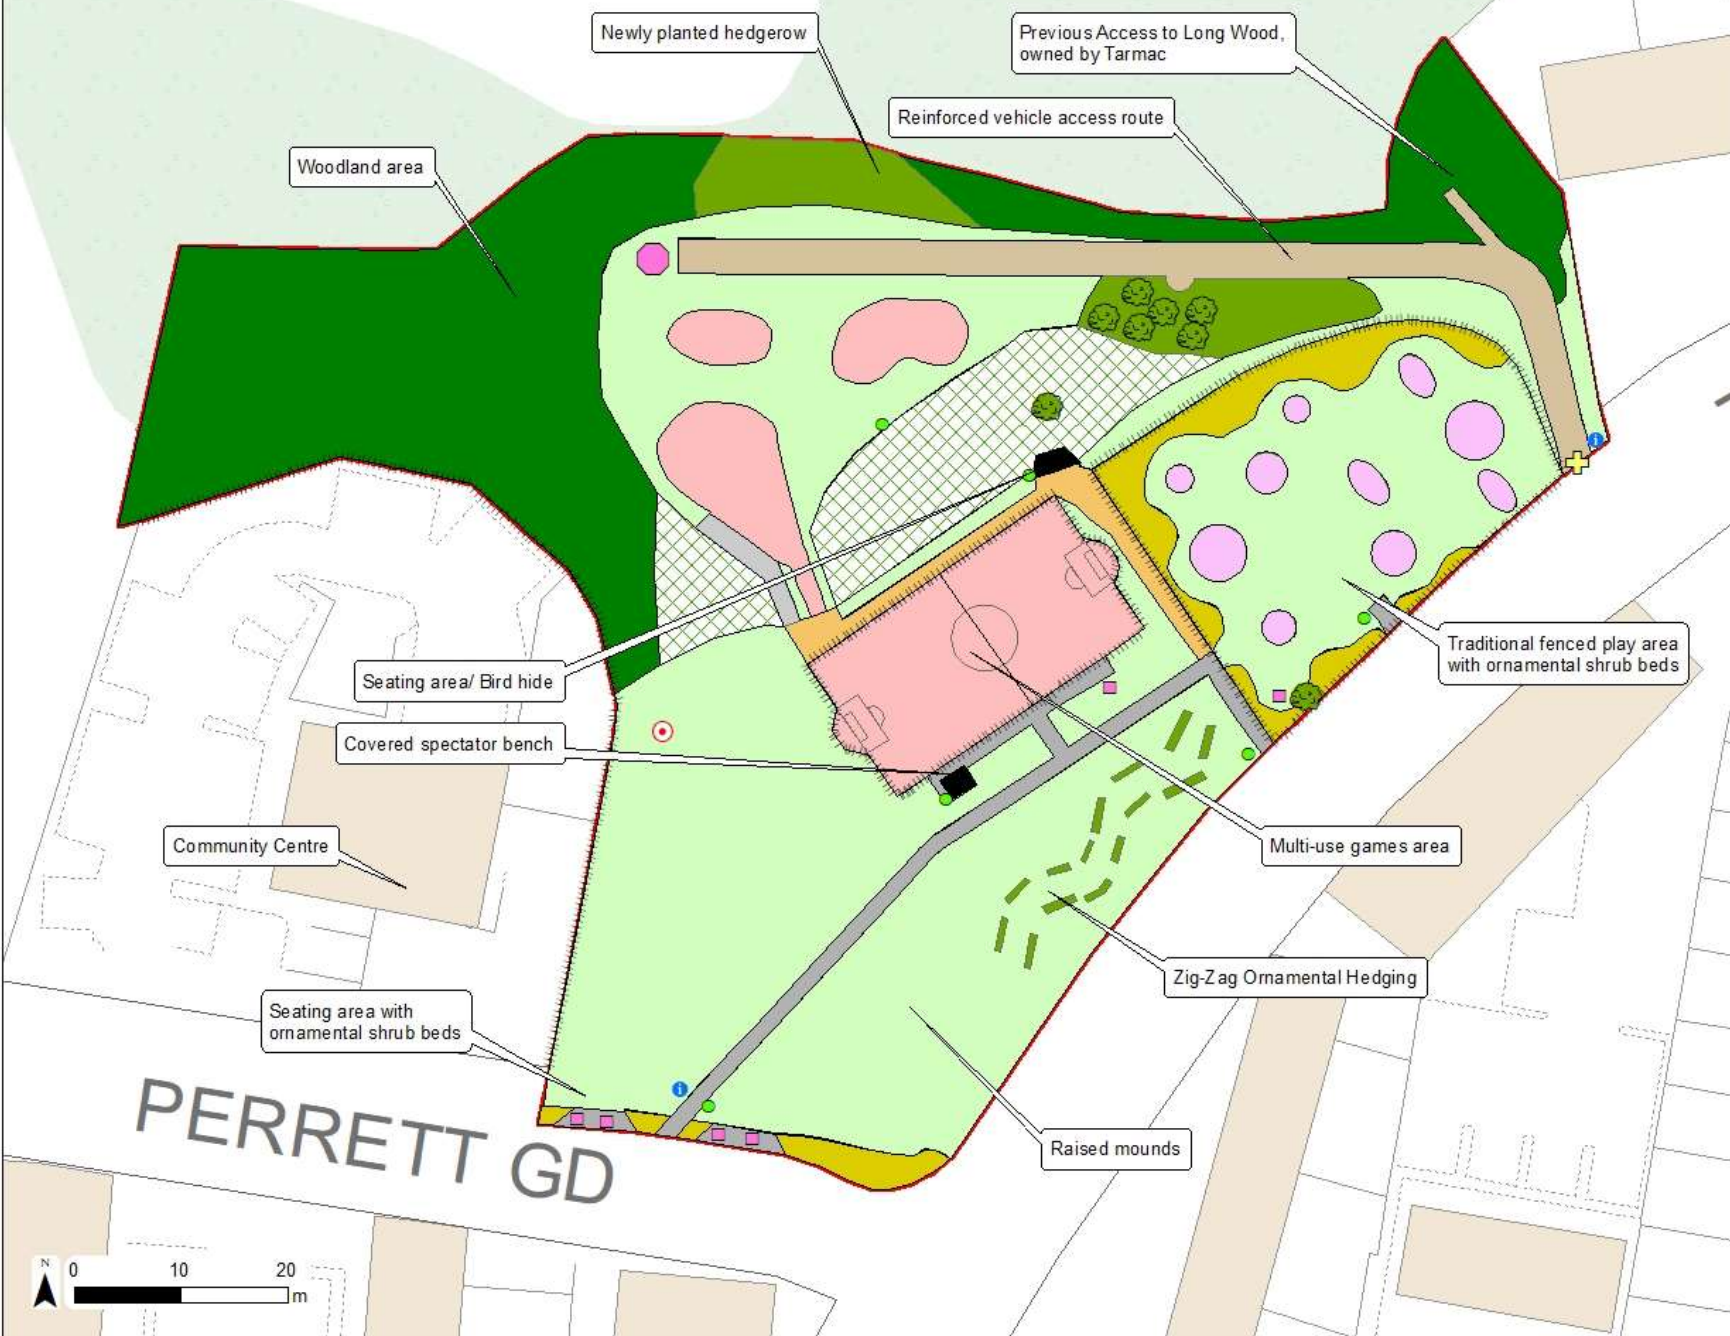 Newly planted hedgerow
Previous Access to Long Wood,
owned by Tarmac
Reinforced vehicle access route
Woodland area
Traditional fenced play area
with ornamental shrub beds
Seating area/ Bird hide
Covered spectator bench
Community Centre
Multi-use games area
Zig-Zag Ornamental Hedging
Seating area with
ornamental shrub beds
Raised mounds
PERRETT GD
N
0 10 20
m
i
i